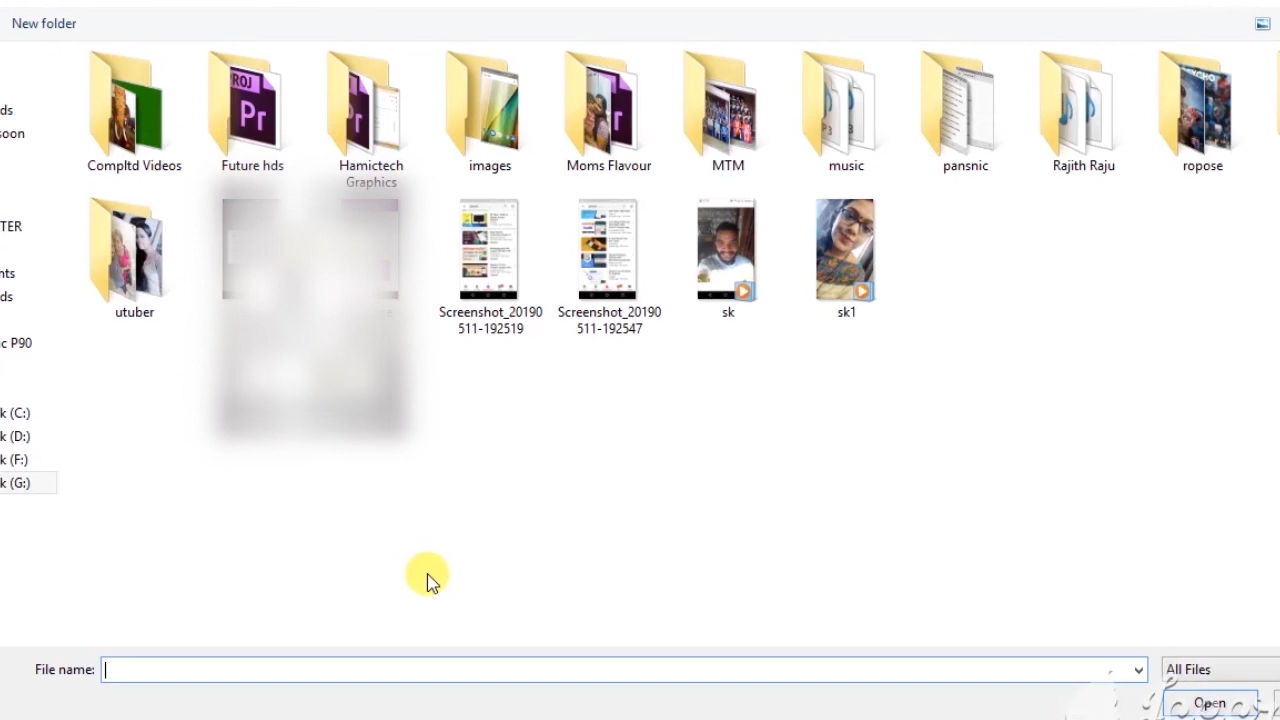 New folder
ds
soon
TER
nts
ds
c P90
k (C:)
k (D:)
k (F:)
k (G:)
Compltd Videos
Future hds
Hamictech
Graphics
images
Moms Flavour
MTM
music
pansnic
Rajith Raju
ropose
utuber
Screenshot_20190
511-192519
Screenshot_20190
511-192547
sk
sk1
File name:
All Files
Open